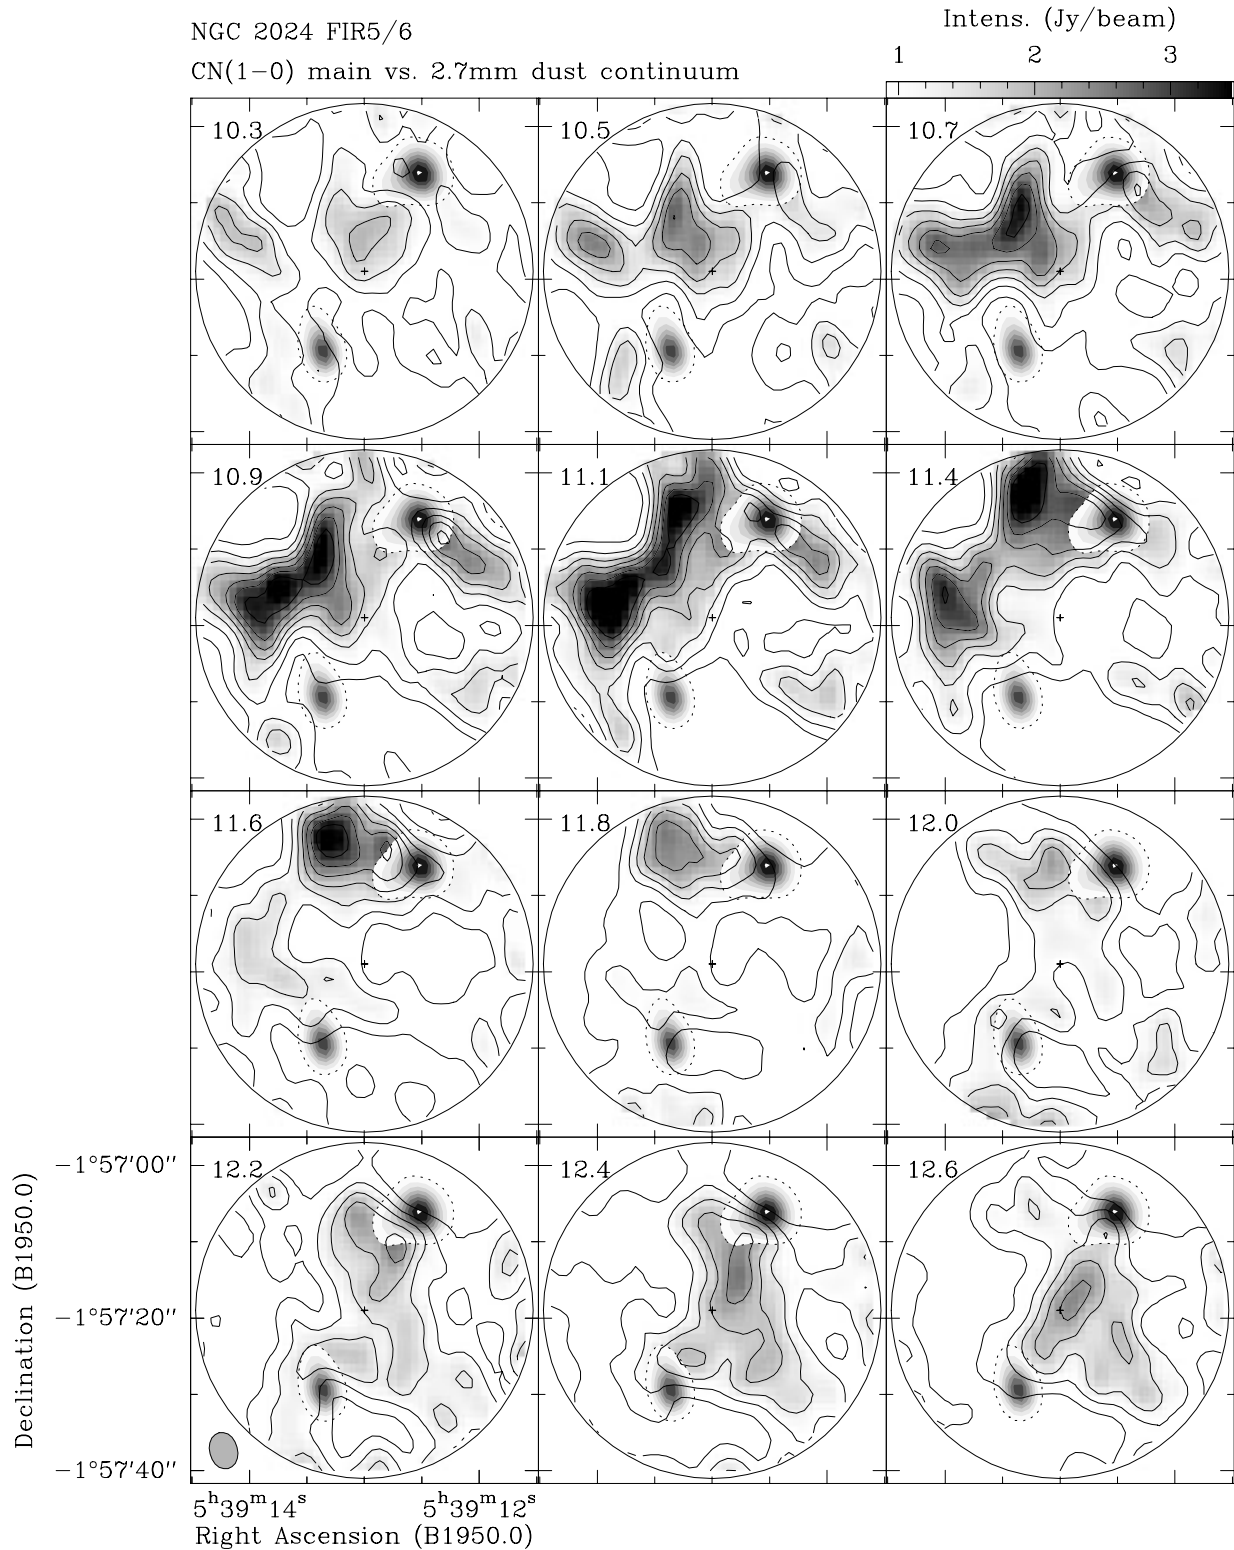 NGC 2024 FIR5/6
CN(1−0) main vs. 2.7mm dust continuum
Intens. (Jy/beam)
1 2 3
10.3 10.5 10.7
10.9 11.1 11.4
11.6 11.8 12.0
12.2 12.4 12.6
−1°57′00″
−1°57′20″
−1°57′40″
Declination (B1950.0)
5ʰ39ᵐ14ˢ 5ʰ39ᵐ12ˢ
Right Ascension (B1950.0)